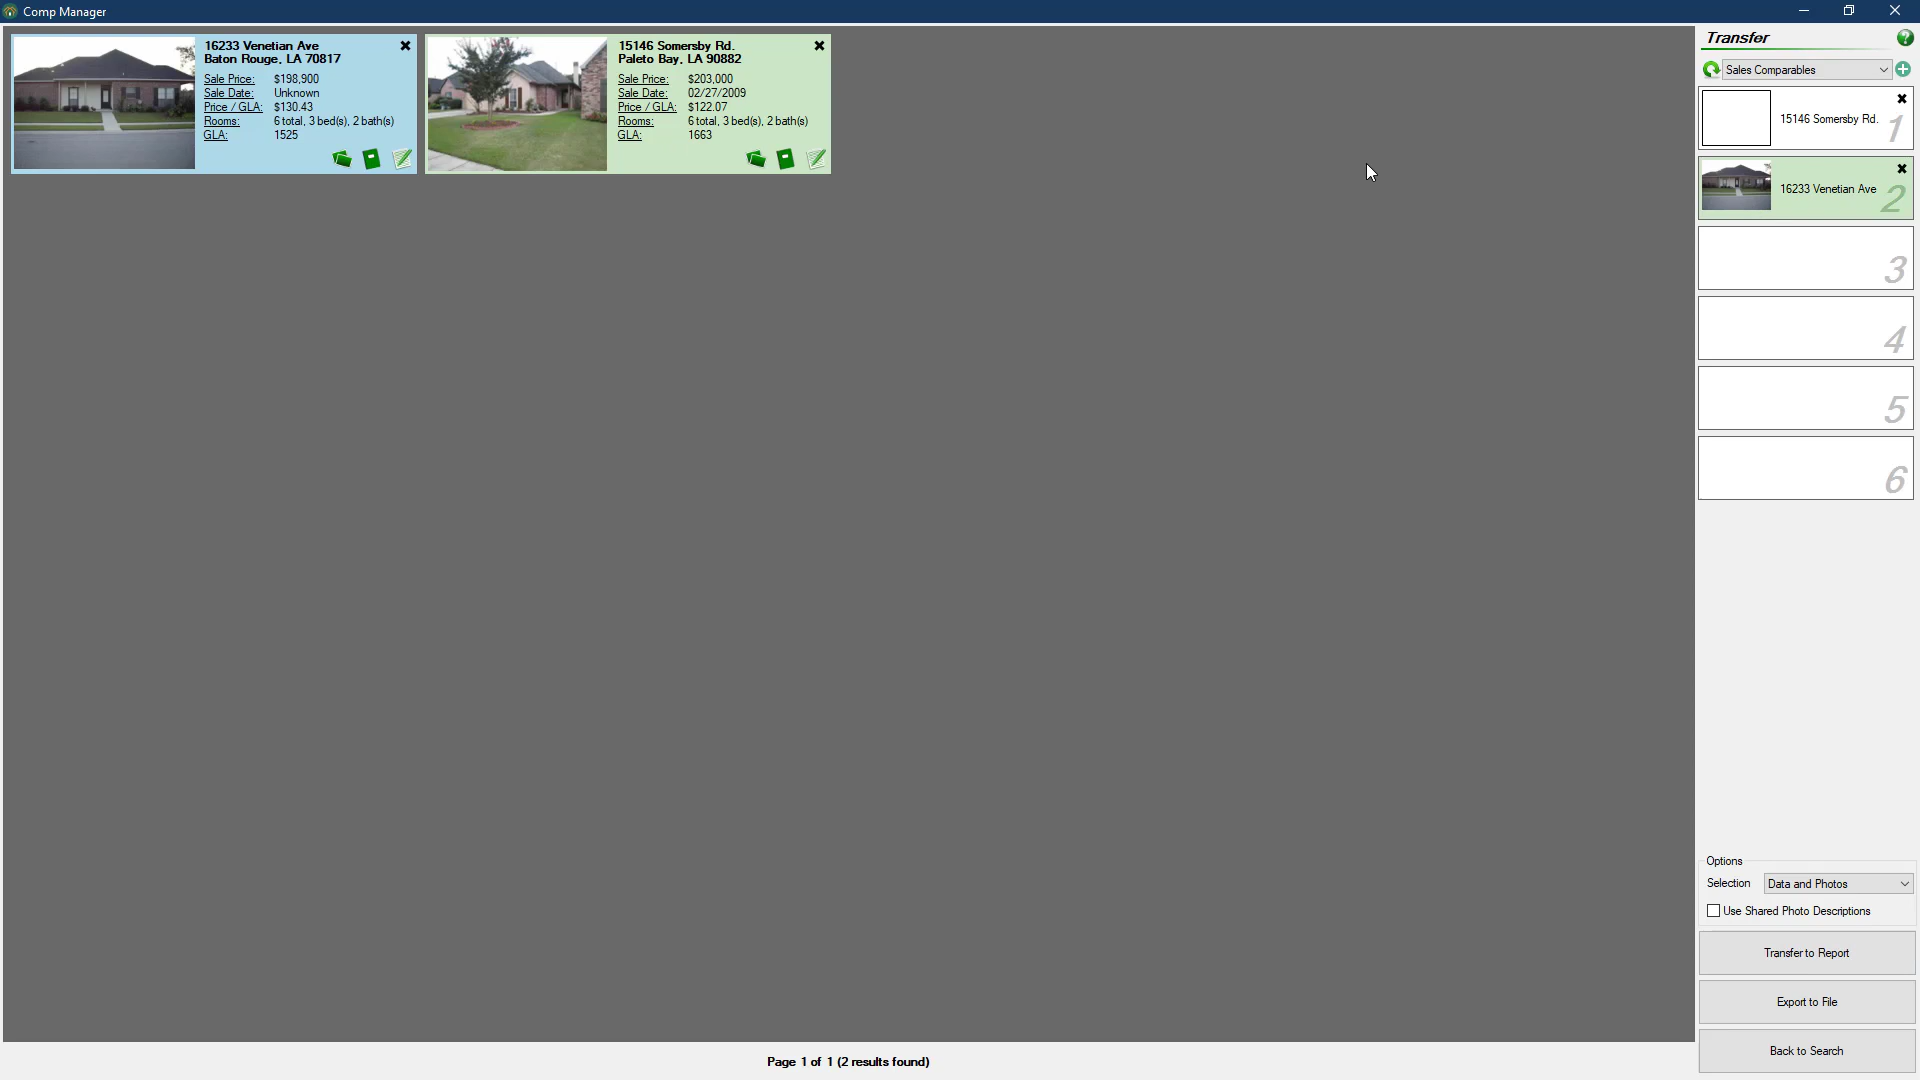 Comp Manager
16233 Venetian Ave
Baton Rouge, LA 70817
Sale Price: $198,900
Sale Date: Unknown
Price / GLA: $130.43
Rooms: 6 total, 3 bed(s), 2 bath(s)
GLA: 1525
15146 Somersby Rd.
Paleto Bay, LA 90882
Sale Price: $203,000
Sale Date: 02/27/2009
Price / GLA: $122.07
Rooms: 6 total, 3 bed(s), 2 bath(s)
GLA: 1663
Transfer
?
Sales Comparables
15146 Somersby Rd. 1
16233 Venetian Ave 2
3
4
5
6
Options
Selection Data and Photos
Use Shared Photo Descriptions
Transfer to Report
Export to File
Back to Search
Page 1 of 1 (2 results found)